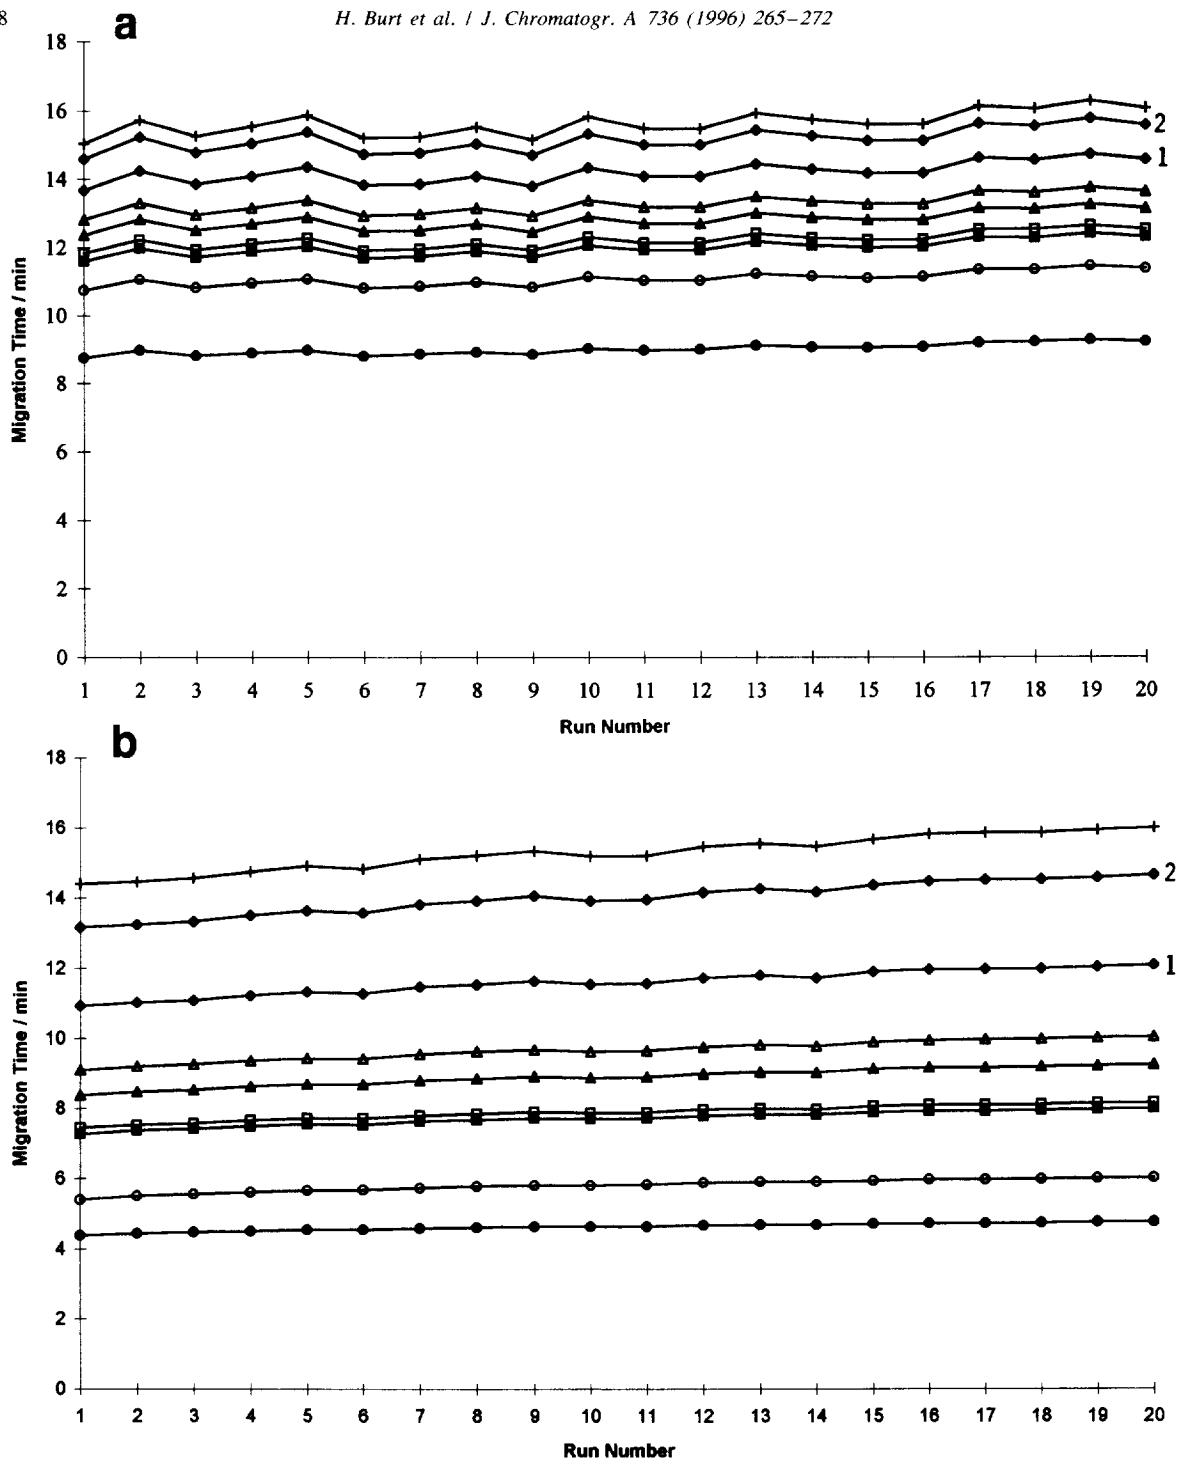 8
H. Burt et al. / J. Chromatogr. A 736 (1996) 265–272
a
18
16
14
12
10
8
6
4
2
0
Migration Time / min
2
1
1 2 3 4 5 6 7 8 9 10 11 12 13 14 15 16 17 18 19 20
Run Number
b
18
16
14
12
10
8
6
4
2
0
Migration Time / min
2
1
1 2 3 4 5 6 7 8 9 10 11 12 13 14 15 16 17 18 19 20
Run Number